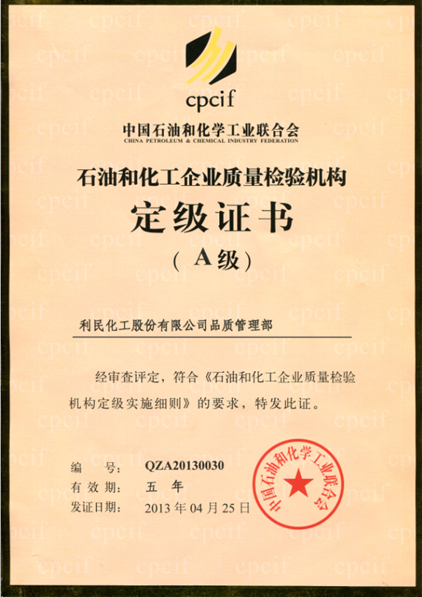 cpcif
中国石油和化学工业联合会
CHINA PETROLEUM & CHEMICAL INDUSTRY FEDERATION
石油和化工企业质量检验机构
定级证书
(A级)
利民化工股份有限公司品质管理部
经审查评定，符合《石油和化工企业质量检验
机构定级实施细则》的要求，特发此证。
编 号： QZA20130030
有效期： 五 年
发证日期： 2013年04月25日
中国石油和化学工业联合会